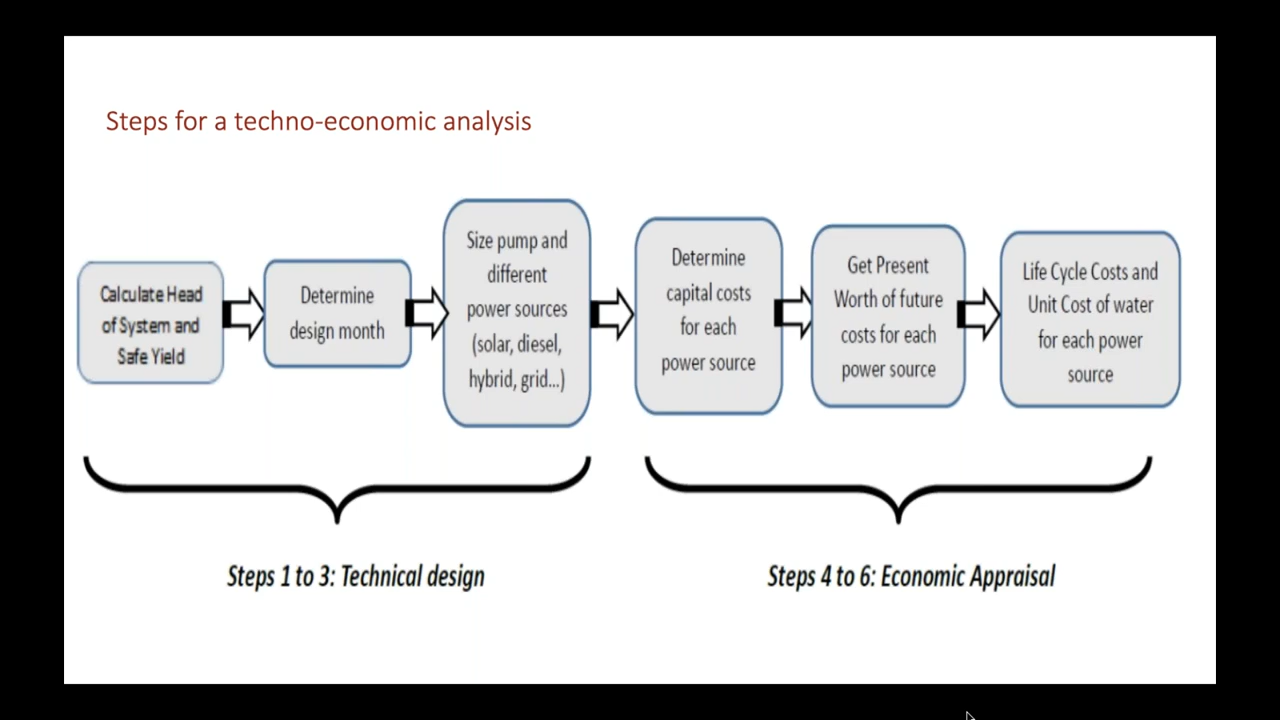 Steps for a techno-economic analysis
Calculate Head
of System and
Safe Yield
Determine
design month
Size pump and
different
power sources
(solar, diesel,
hybrid, grid...)
Determine
capital costs
for each
power source
Get Present
Worth of future
costs for each
power source
Life Cycle Costs and
Unit Cost of water
for each power
source
Steps 1 to 3: Technical design
Steps 4 to 6: Economic Appraisal